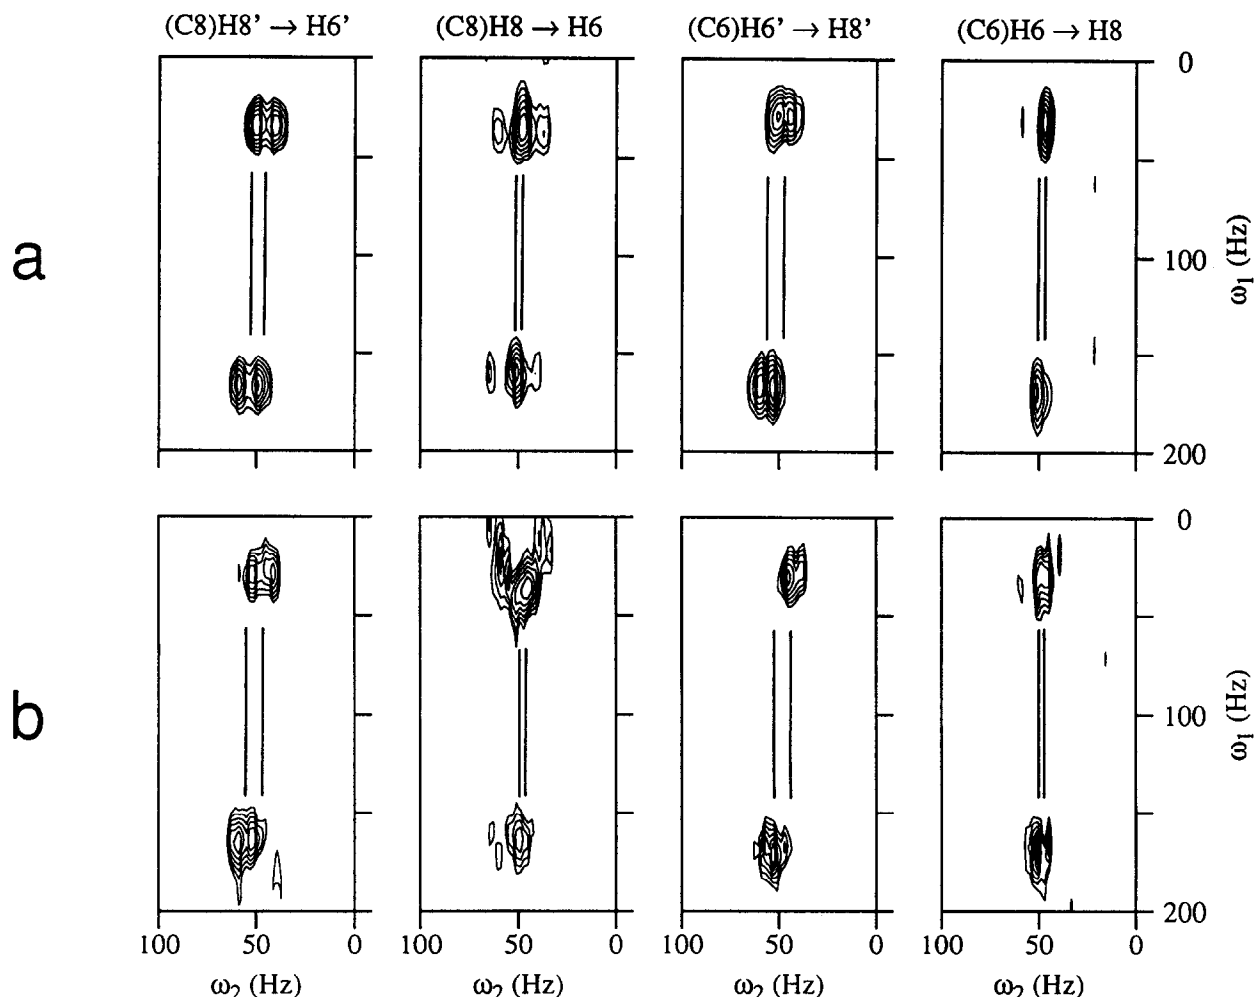 (C8)H8’ → H6’ (C8)H8 → H6 (C6)H6’ → H8’ (C6)H6 → H8
0
a
100
ω1 (Hz)
200
0
b
100
ω1 (Hz)
200
100 50 0 100 50 0 100 50 0 100 50 0
ω2 (Hz) ω2 (Hz) ω2 (Hz) ω2 (Hz)